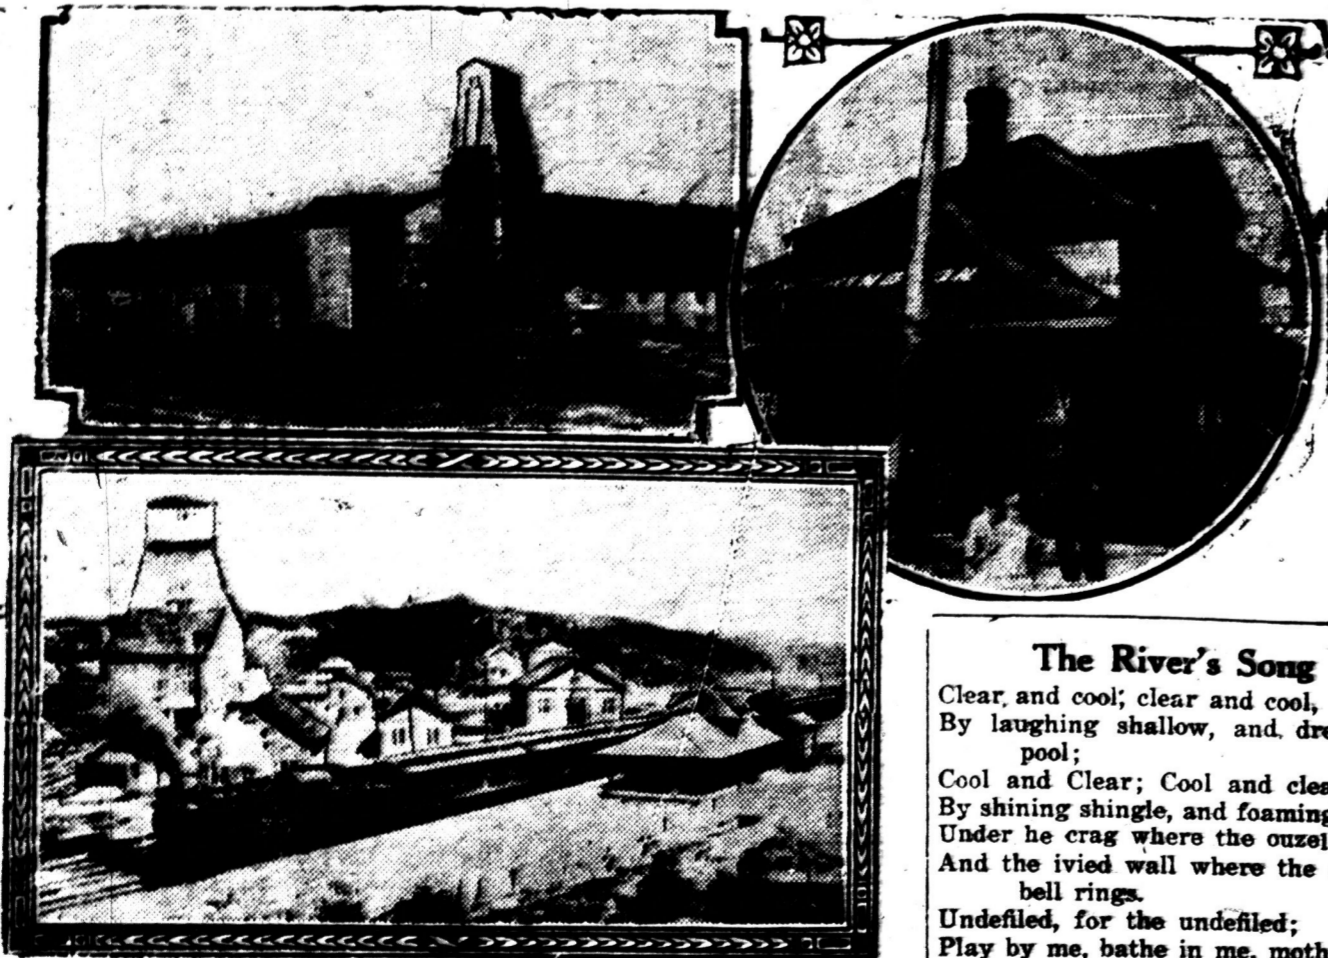 The River's Song
Clear, and cool; clear and cool,
By laughing shallow, and
pool;
Cool and Clear; Cool and
By shining shingle, and foaming
Under he crag where the ouzel
And the ivied wall where the
bell rings.
Undefiled, for the undefiled;
Play by me, bathe in me,